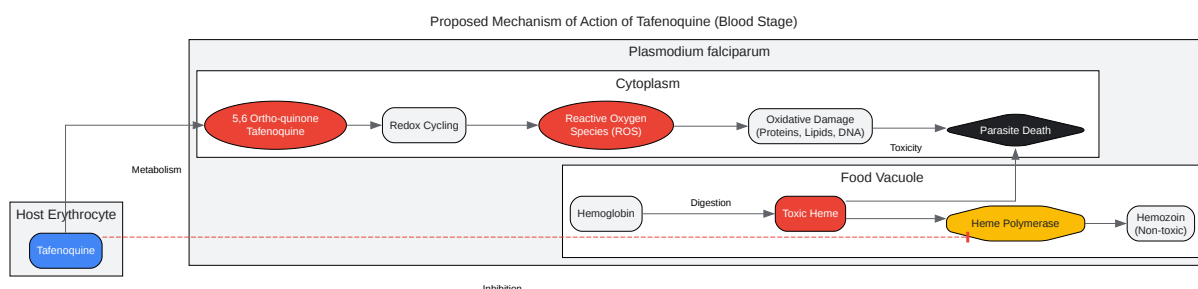 Proposed Mechanism of Action of Tafenoquine (Blood Stage)
Plasmodium falciparum
Cytoplasm
5,6 Ortho-quinone
Tafenoquine
Redox Cycling
Reactive Oxygen
Species (ROS)
Oxidative Damage
(Proteins, Lipids, DNA)
Parasite Death
Toxicity
Metabolism
Food Vacuole
Hemoglobin
Digestion
Toxic Heme
Heme Polymerase
Hemozoin
(Non-toxic)
Host Erythrocyte
Tafenoquine
Inhibition